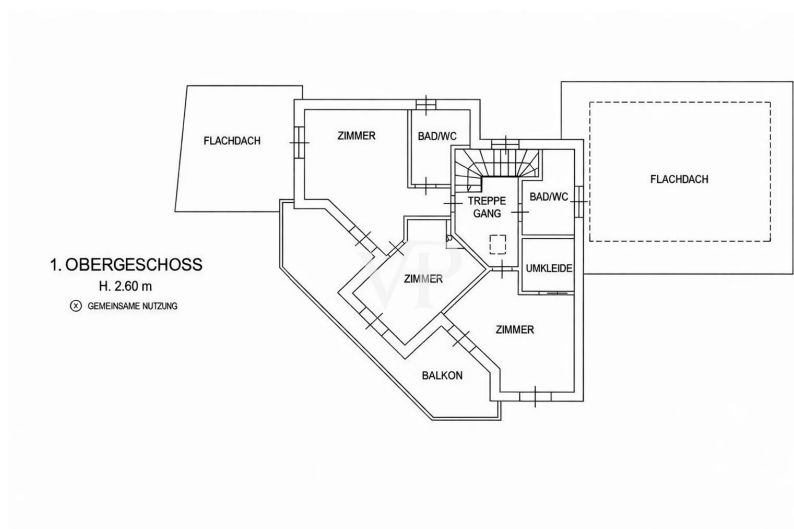 FLACHDACH
ZIMMER
BAD/WC
FLACHDACH
TREPPE
GANG
BAD/WC
1. OBERGESCHOSS
H. 2.60 m
X GEMEINSAME NUTZUNG
ZIMMER
UMKLEIDE
ZIMMER
BALKON
VP